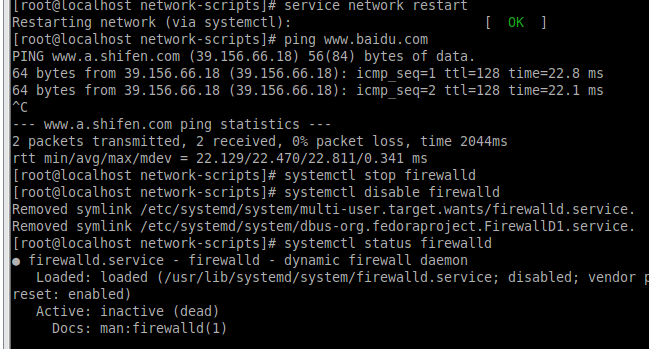 [root@localhost network-scripts]# service network restart
Restarting network (via systemctl):                        [  OK  ]
[root@localhost network-scripts]# ping www.baidu.com
PING www.a.shifen.com (39.156.66.18) 56(84) bytes of data.
64 bytes from 39.156.66.18 (39.156.66.18): icmp_seq=1 ttl=128 time=22.8 ms
64 bytes from 39.156.66.18 (39.156.66.18): icmp_seq=2 ttl=128 time=22.1 ms
^C
--- www.a.shifen.com ping statistics ---
2 packets transmitted, 2 received, 0% packet loss, time 2044ms
rtt min/avg/max/mdev = 22.129/22.470/22.811/0.341 ms
[root@localhost network-scripts]# systemctl stop firewalld
[root@localhost network-scripts]# systemctl disable firewalld
Removed symlink /etc/systemd/system/multi-user.target.wants/firewalld.service.
Removed symlink /etc/systemd/system/dbus-org.fedoraproject.FirewallD1.service.
[root@localhost network-scripts]# systemctl status firewalld
● firewalld.service - firewalld - dynamic firewall daemon
   Loaded: loaded (/usr/lib/systemd/system/firewalld.service; disabled; vendor p
reset: enabled)
   Active: inactive (dead)
     Docs: man:firewalld(1)